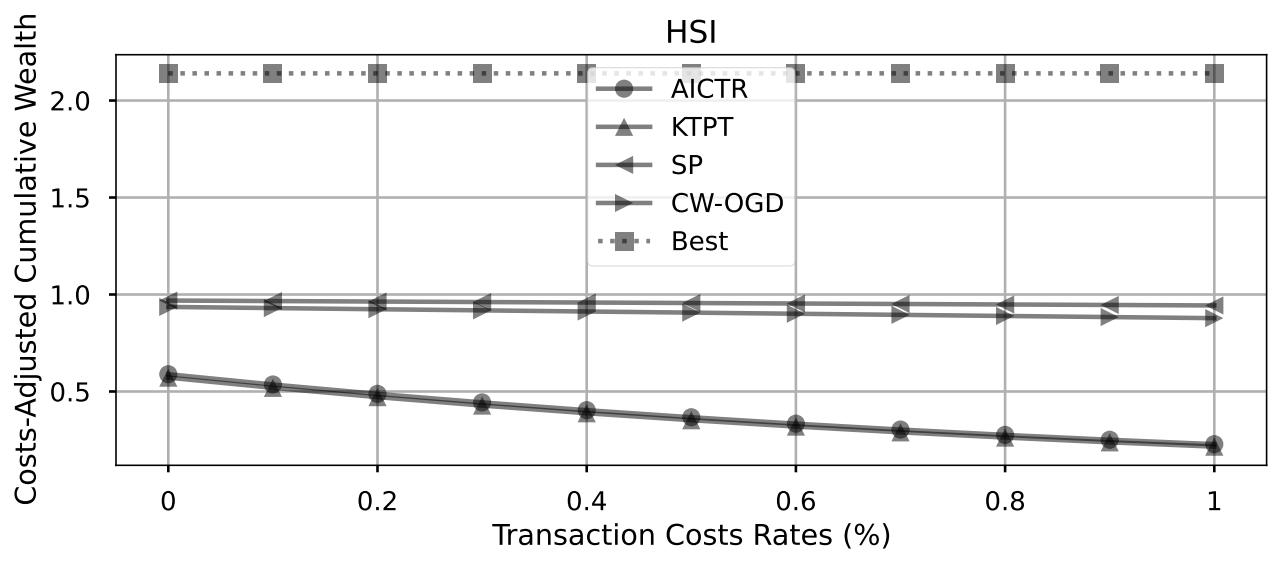 HSI
Costs-Adjusted Cumulative Wealth
2.0
1.5
1.0
0.5
AICTR
KTPT
SP
CW-OGD
Best
0 0.2 0.4 0.6 0.8 1
Transaction Costs Rates (%)